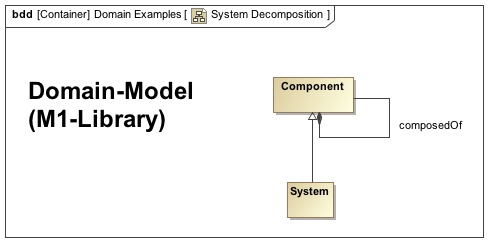 bdd [Container] Domain Examples [ System Decomposition ]
Domain-Model
(M1-Library)
Component
composedOf
System